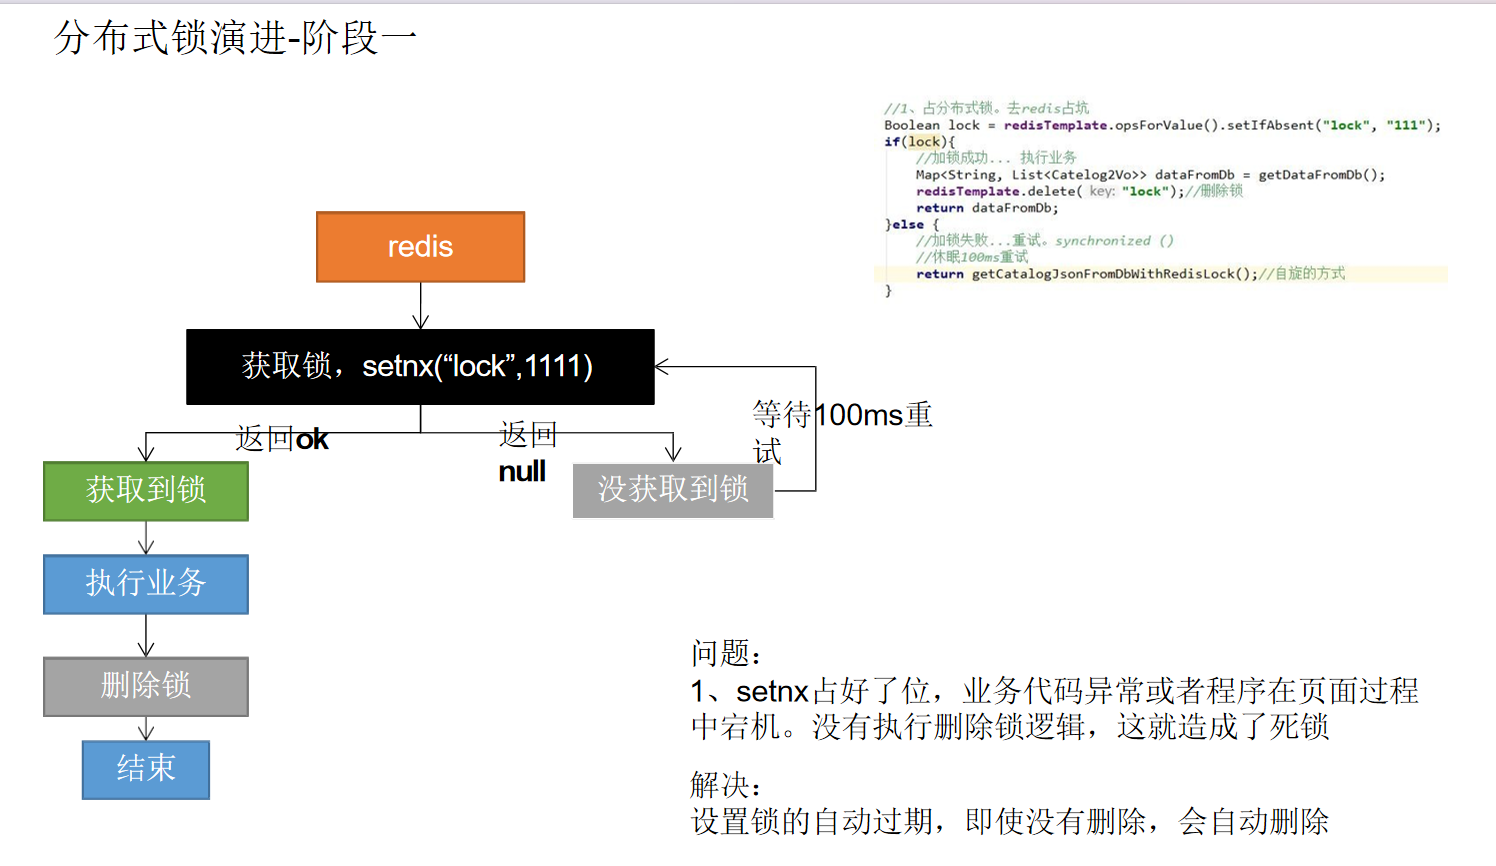 分布式锁演进-阶段一
//1、占分布式锁。去redis占坑
Boolean lock = redisTemplate.opsForValue().setIfAbsent("lock", "111");
if(lock){
//加锁成功... 执行业务
Map<String, List<Catelog2Vo>> dataFromDb = getDataFromDb();
redisTemplate.delete( key: "lock");//删除锁
return dataFromDb;
}else {
//加锁失败...重试。synchronized ()
//休眠100ms重试
return getCatalogJsonFromDbWithRedisLock();//自旋的方式
}
redis
获取锁，setnx(“lock”,1111)
等待100ms重
试
返回ok
返回
null
获取到锁
没获取到锁
执行业务
删除锁
结束
问题：
1、setnx占好了位，业务代码异常或者程序在页面过程
中宕机。没有执行删除锁逻辑，这就造成了死锁
解决：
设置锁的自动过期，即使没有删除，会自动删除